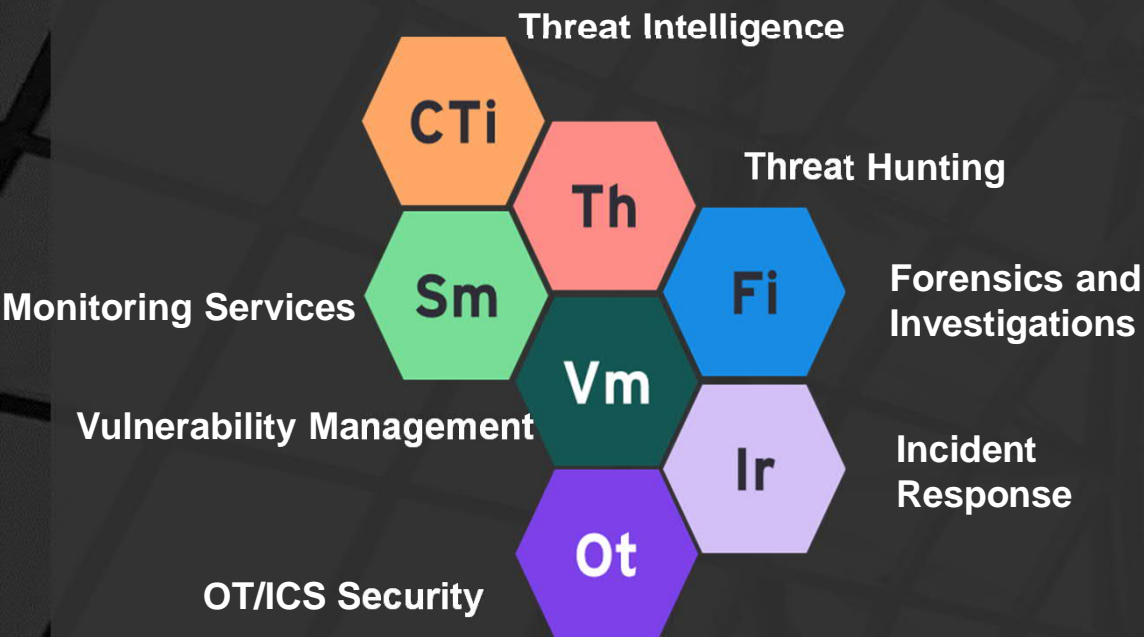 Threat Intelligence
CTi
Th
Threat Hunting
Sm
Fi
Monitoring Services
Forensics and
Investigations
Vm
Vulnerability Management
Ir
Incident
Response
Ot
OT/ICS Security